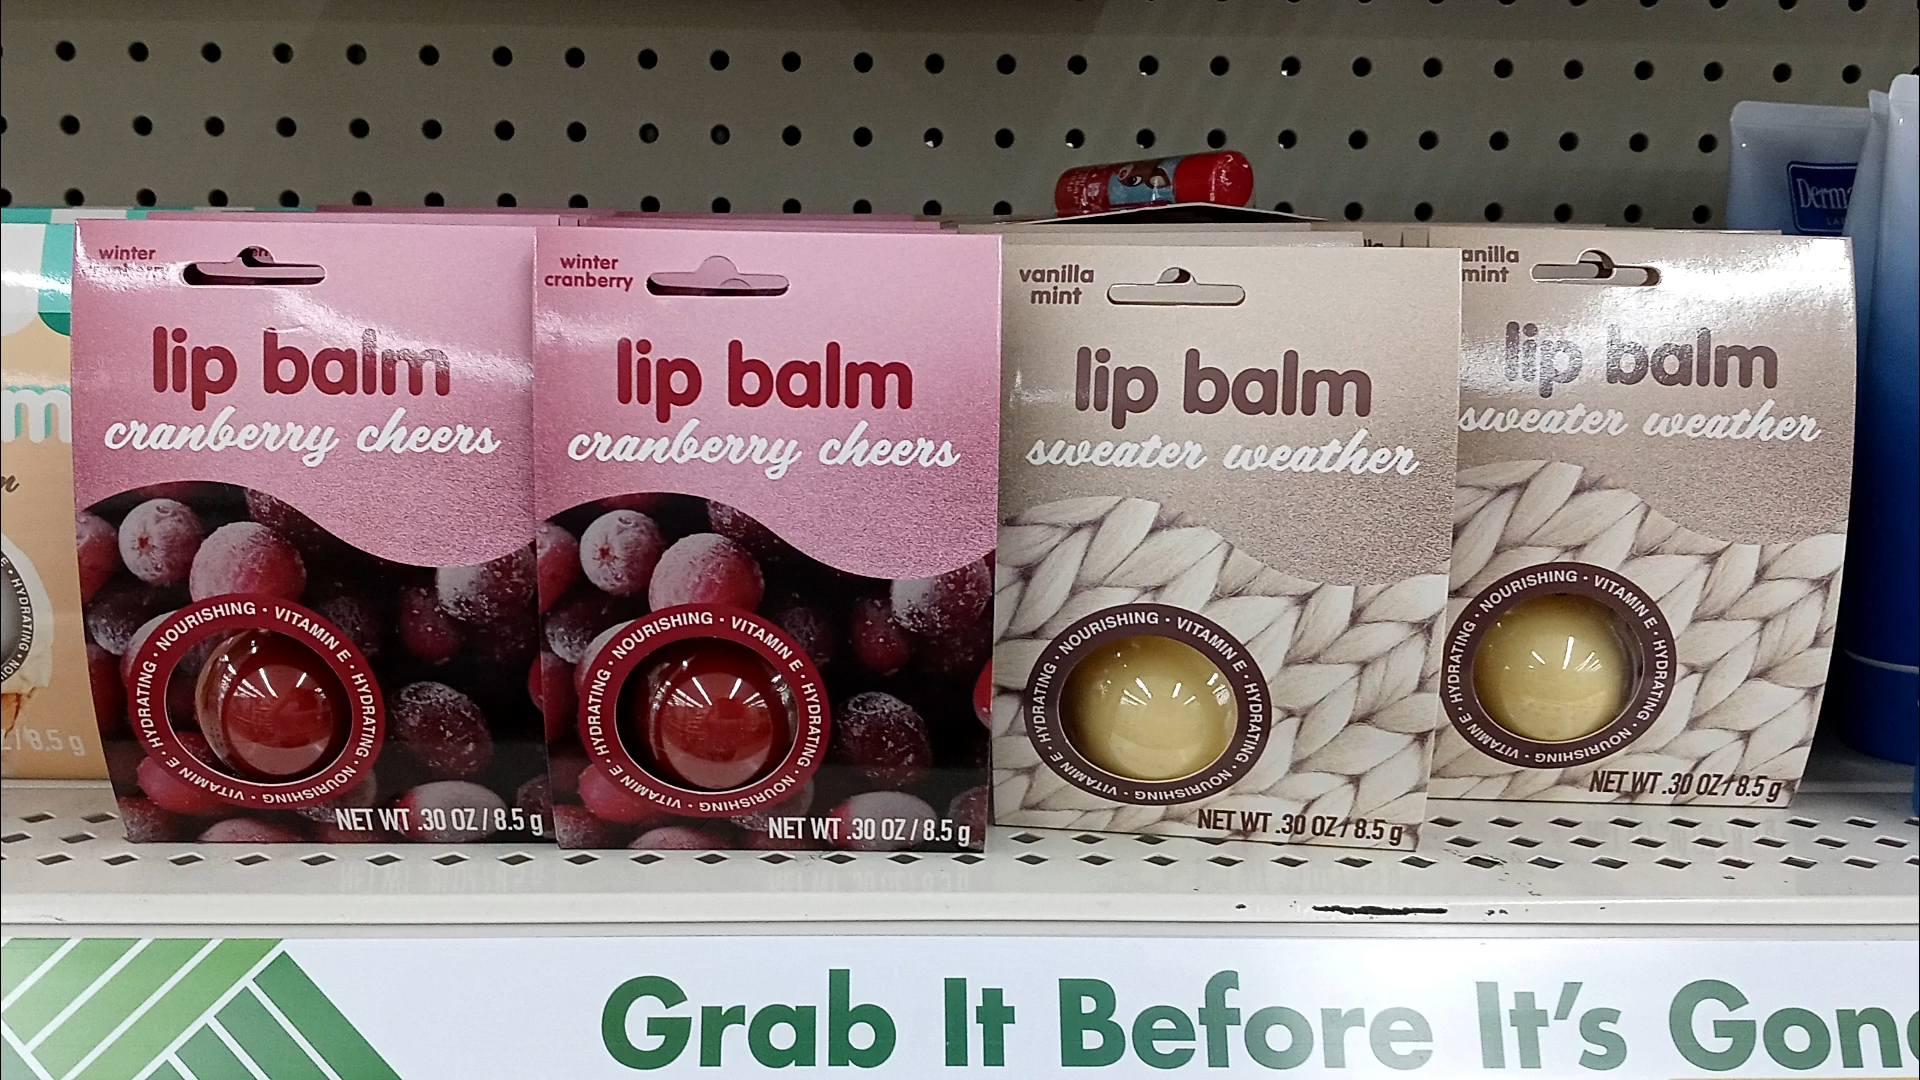 winter
lip balm
cranberry cheers
NOURISHING · VITAMIN E · HYDRATING · NOURISHING · VITAMIN E · HYDRATING ·
NET WT .30 OZ / 8.5 g
winter
cranberry
lip balm
cranberry cheers
NOURISHING · VITAMIN E · HYDRATING · NOURISHING · VITAMIN E · HYDRATING ·
NET WT .30 OZ / 8.5 g
vanilla
mint
lip balm
sweater weather
NOURISHING · VITAMIN E · HYDRATING · NOURISHING · VITAMIN E · HYDRATING ·
NET WT .30 OZ / 8.5 g
anilla
mint
lip balm
sweater weather
NOURISHING · VITAMIN E · HYDRATING · NOURISHING · VITAMIN E · HYDRATING ·
NET WT .30 OZ / 8.5 g
m
HYDRATING
8.5 g
Derma
Grab It Before It's Gon